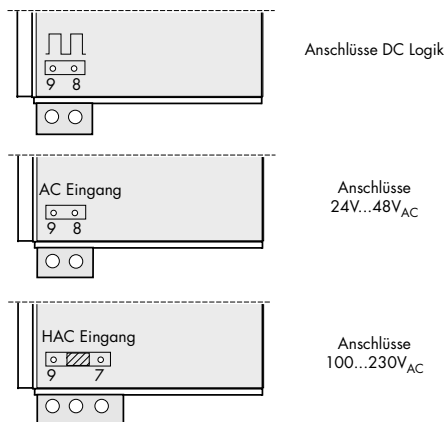 Anschlüsse DC Logik
9 8
AC Eingang
9 8
Anschlüsse
24V...48VAC
HAC Eingang
9 7
Anschlüsse
100...230VAC